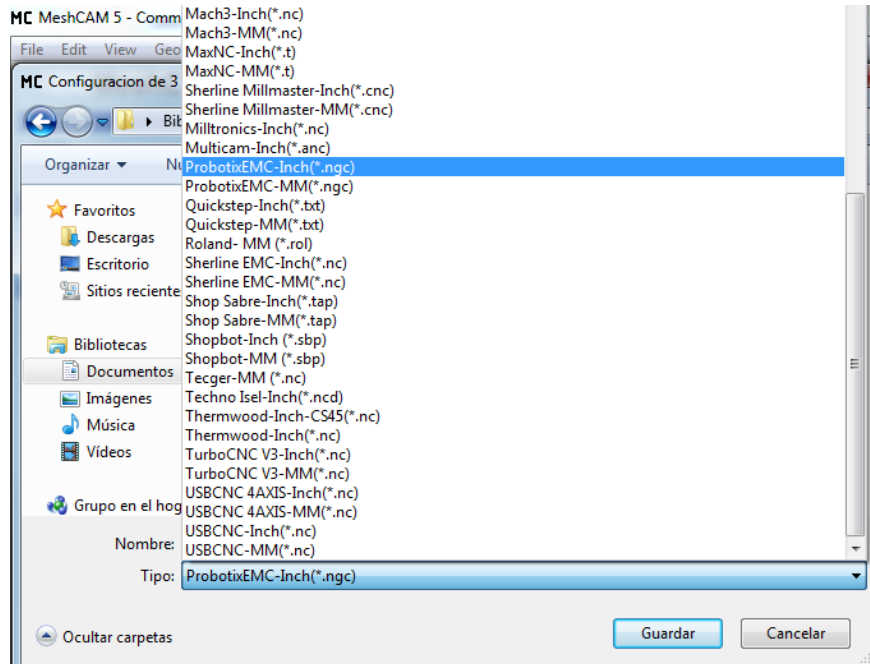 MC MeshCAM 5 - Comm
File Edit View Geo
MC Configuracion de 3
Bib
Organizar
Nu
Favoritos
Descargas
Escritorio
Sitios reciente
Bibliotecas
Documentos
Imágenes
Música
Vídeos
Grupo en el hog
Mach3-Inch(*.nc)
Mach3-MM(*.nc)
MaxNC-Inch(*.t)
MaxNC-MM(*.t)
Sherline Millmaster-Inch(*.cnc)
Sherline Millmaster-MM(*.cnc)
Milltronics-Inch(*.nc)
Multicam-Inch(*.anc)
ProbotixEMC-Inch(*.ngc)
ProbotixEMC-MM(*.ngc)
Quickstep-Inch(*.txt)
Quickstep-MM(*.txt)
Roland- MM (*.rol)
Sherline EMC-Inch(*.nc)
Sherline EMC-MM(*.nc)
Shop Sabre-Inch(*.tap)
Shop Sabre-MM(*.tap)
Shopbot-Inch (*.sbp)
Shopbot-MM (*.sbp)
Tecger-MM (*.nc)
Techno Isel-Inch(*.ncd)
Thermwood-Inch-CS45(*.nc)
Thermwood-Inch(*.nc)
TurboCNC V3-Inch(*.nc)
TurboCNC V3-MM(*.nc)
USBCNC 4AXIS-Inch(*.nc)
USBCNC 4AXIS-MM(*.nc)
USBCNC-Inch(*.nc)
USBCNC-MM(*.nc)
Nombre:
Tipo: ProbotixEMC-Inch(*.ngc)
Ocultar carpetas
Guardar
Cancelar